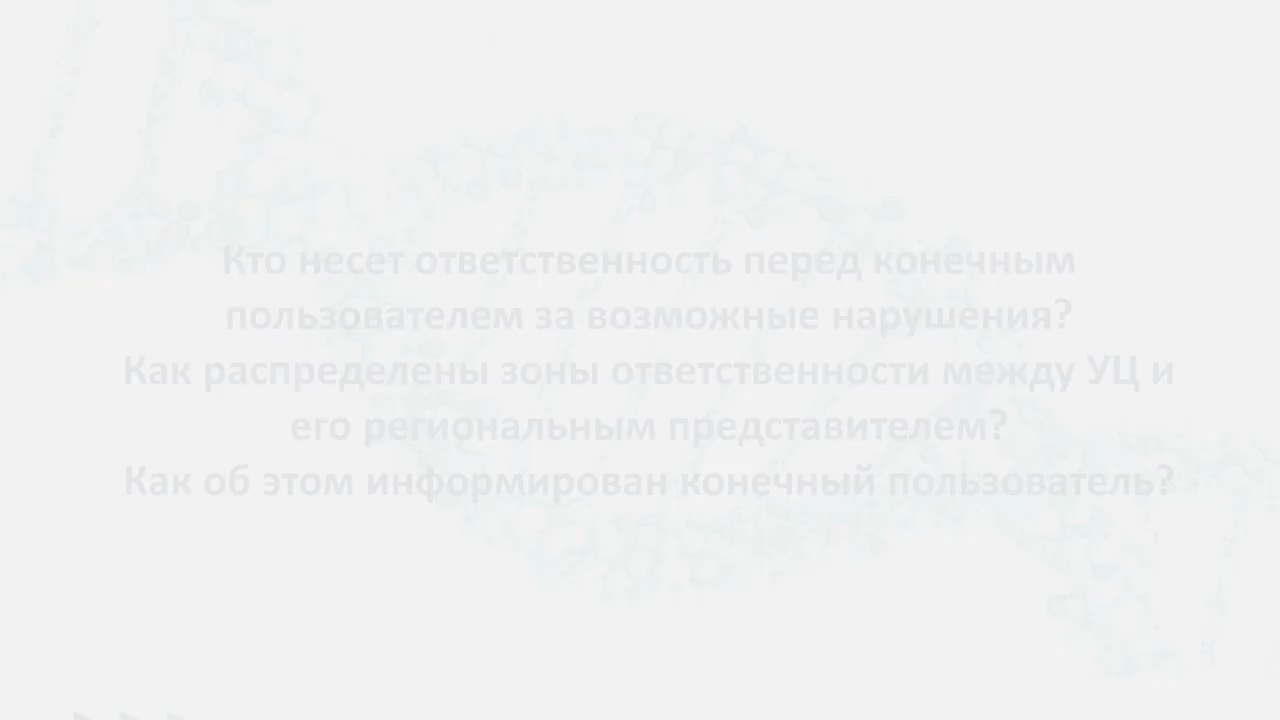 Кто несет ответственность перед конечным
пользователем за возможные нарушения?
Как распределены зоны ответственности между УЦ и
его региональным представителем?
Как об этом информирован конечный пользователь?